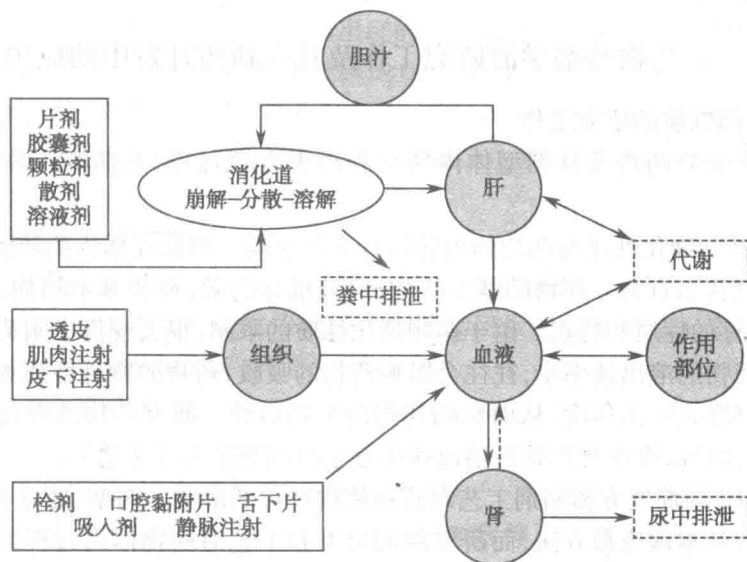 胆汁
片剂
胶囊剂
颗粒剂
散剂
溶液剂
消化道
崩解-分散-溶解
肝
代谢
粪中排泄
透皮
肌肉注射
皮下注射
组织
血液
作用
部位
栓剂 口腔黏附片 舌下片
吸入剂 静脉注射
肾
尿中排泄